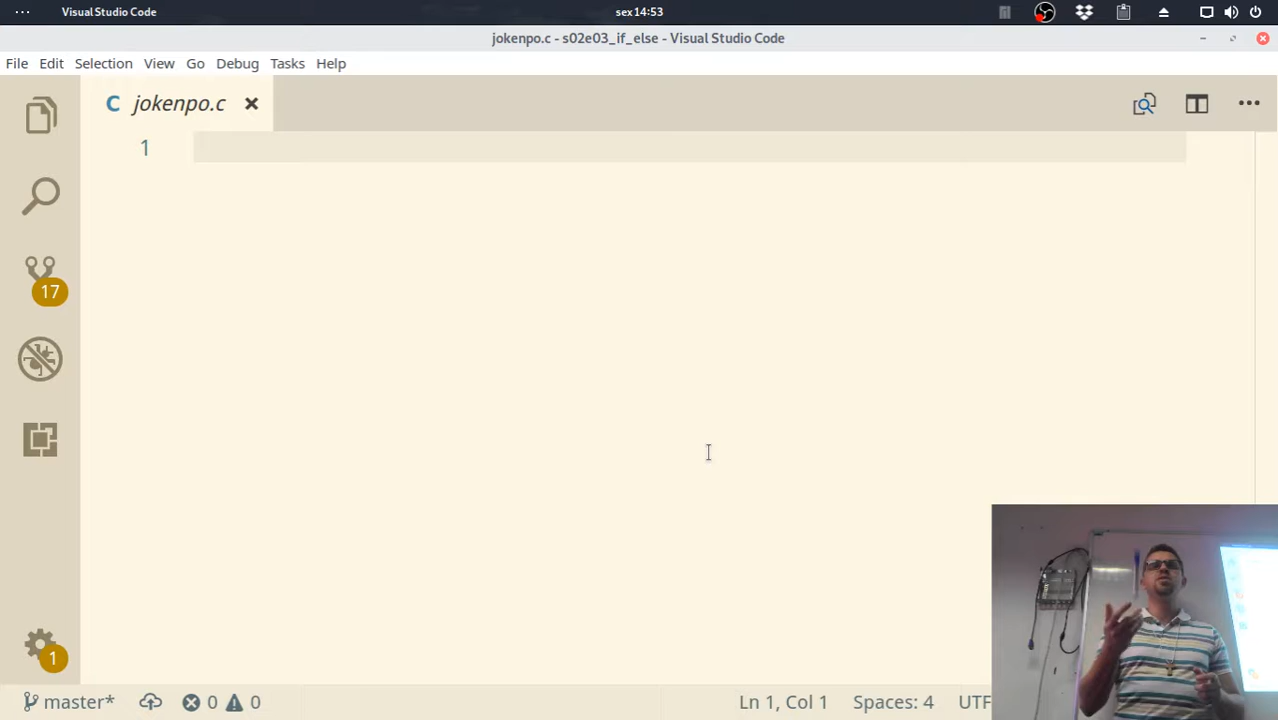 Visual Studio Code
sex 14:53
jokenpo.c - s02e03_if_else - Visual Studio Code
File Edit Selection View Go Debug Tasks Help
C jokenpo.c
1
17
1
master* 0 0 Ln 1, Col 1 Spaces: 4 UTF